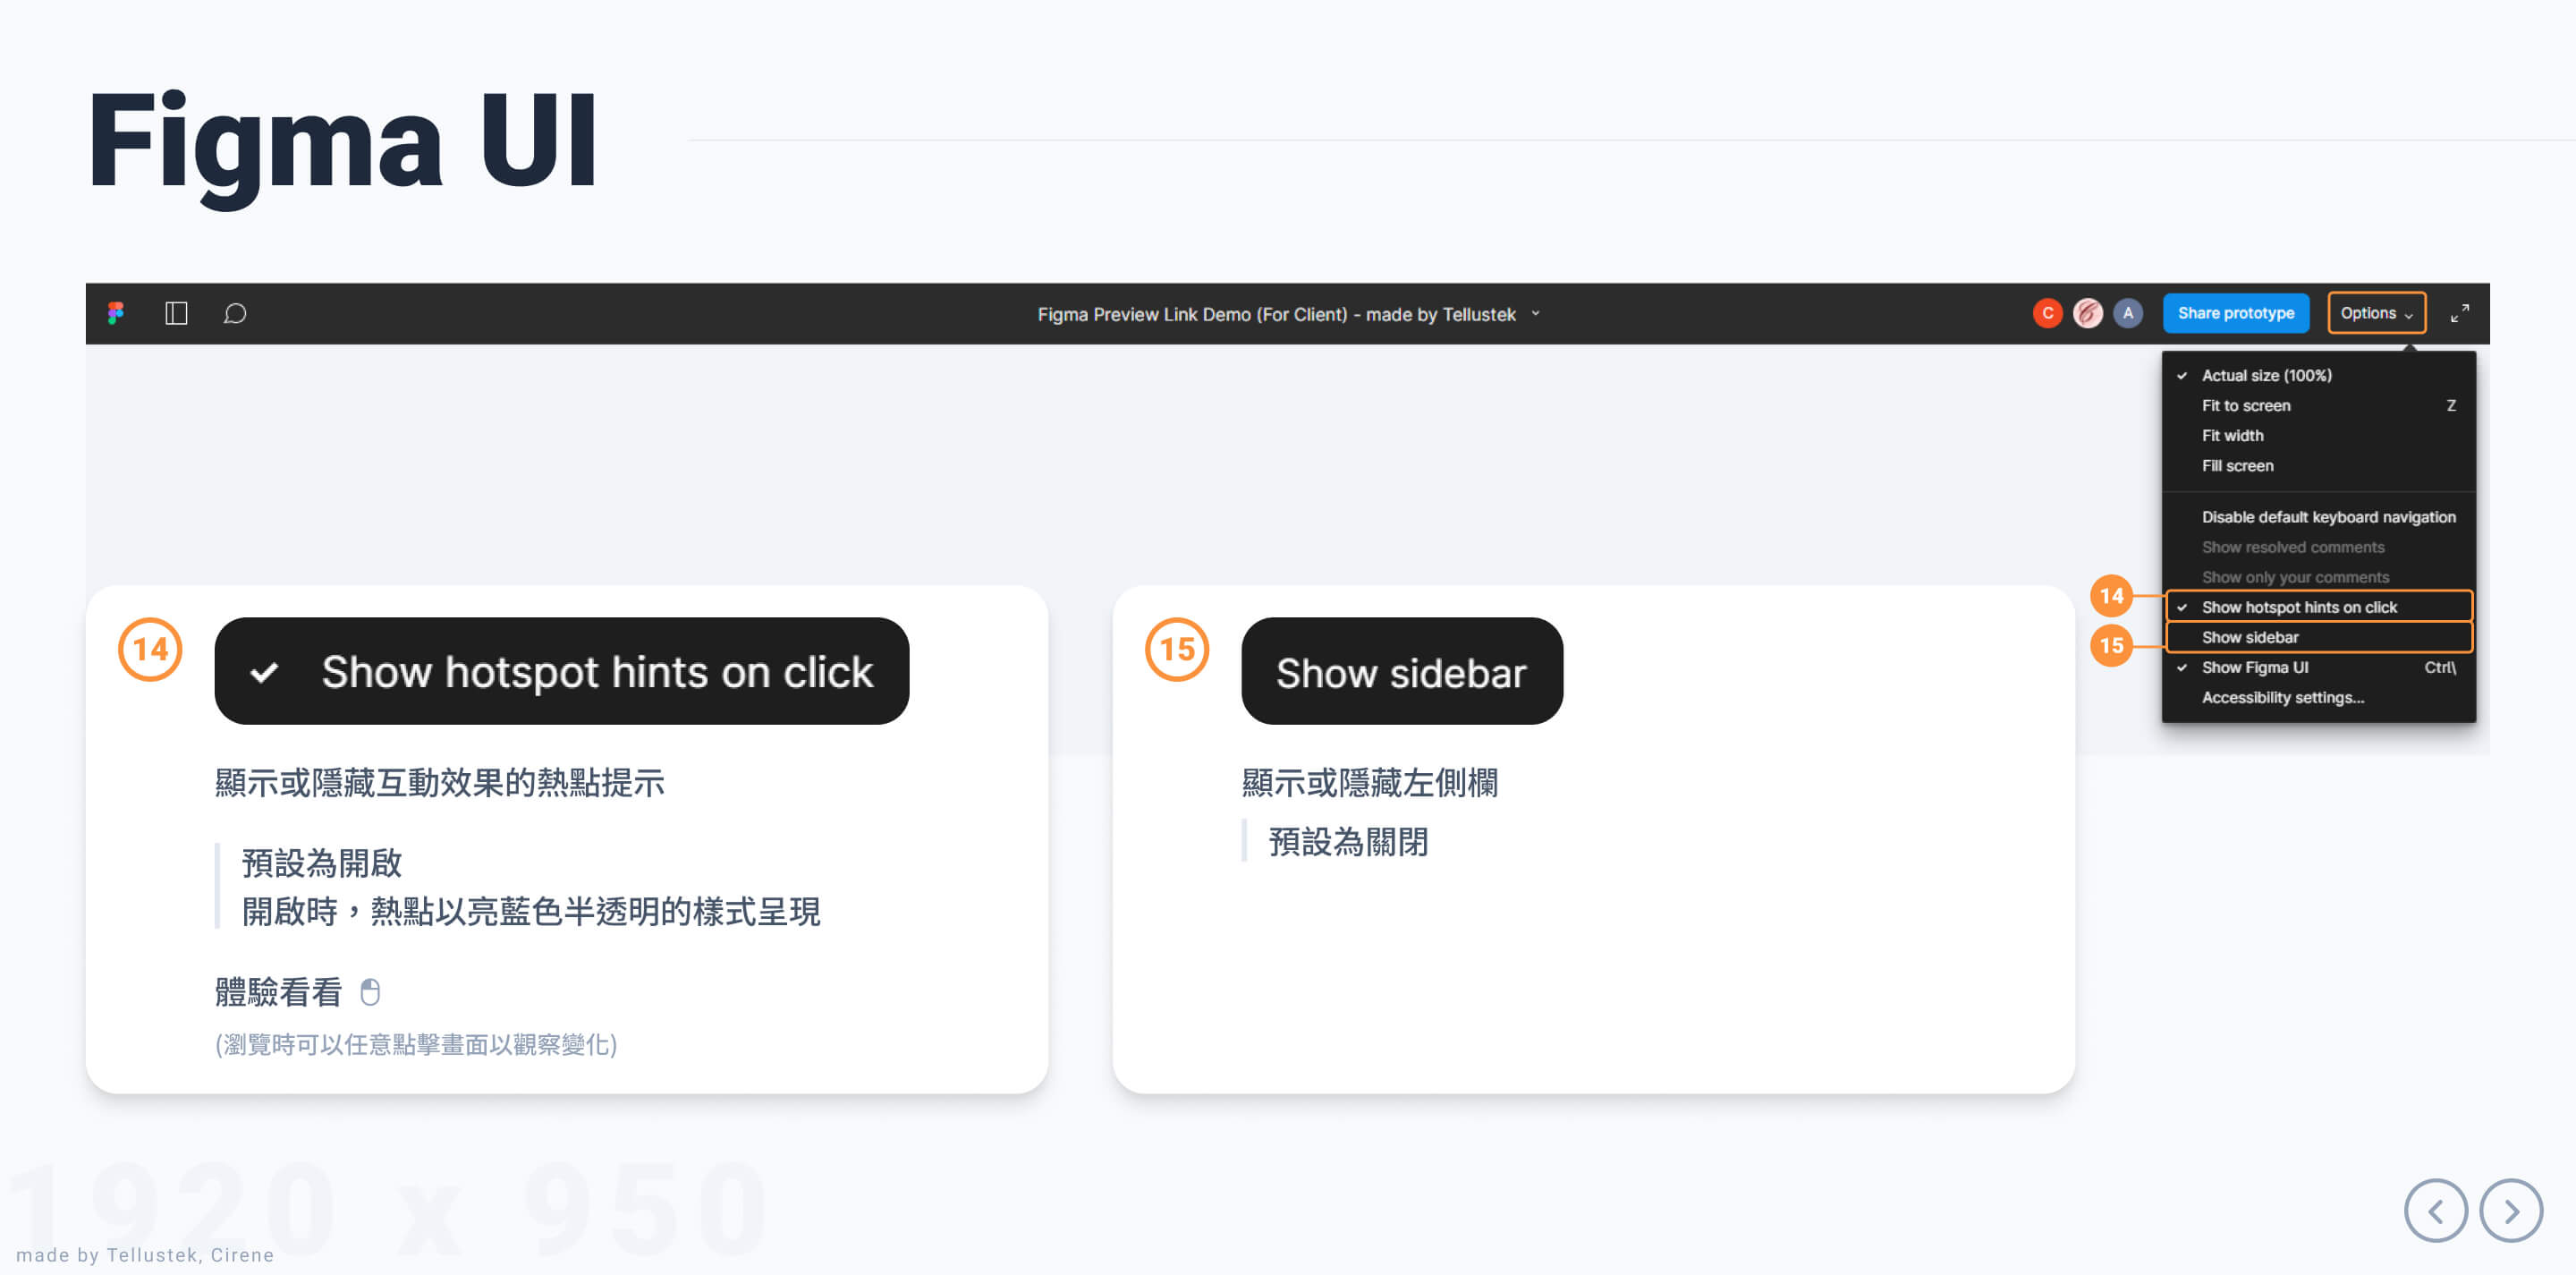 Figma UI
Figma Preview Link Demo (For Client) - made by Tellustek
C
A
Share prototype
Options
Actual size (100%)
Fit to screen Z
Fit width
Fill screen
Disable default keyboard navigation
Show resolved comments
Show only your comments
14 Show hotspot hints on click
15 Show sidebar
Show Figma UI Ctrl\
Accessibility settings...
14 Show hotspot hints on click
顯示或隱藏互動效果的熱點提示
預設為開啟
開啟時，熱點以亮藍色半透明的樣式呈現
體驗看看
(瀏覽時可以任意點擊畫面以觀察變化)
15 Show sidebar
顯示或隱藏左側欄
預設為關閉
1920 x 950
made by Tellustek, Cirene